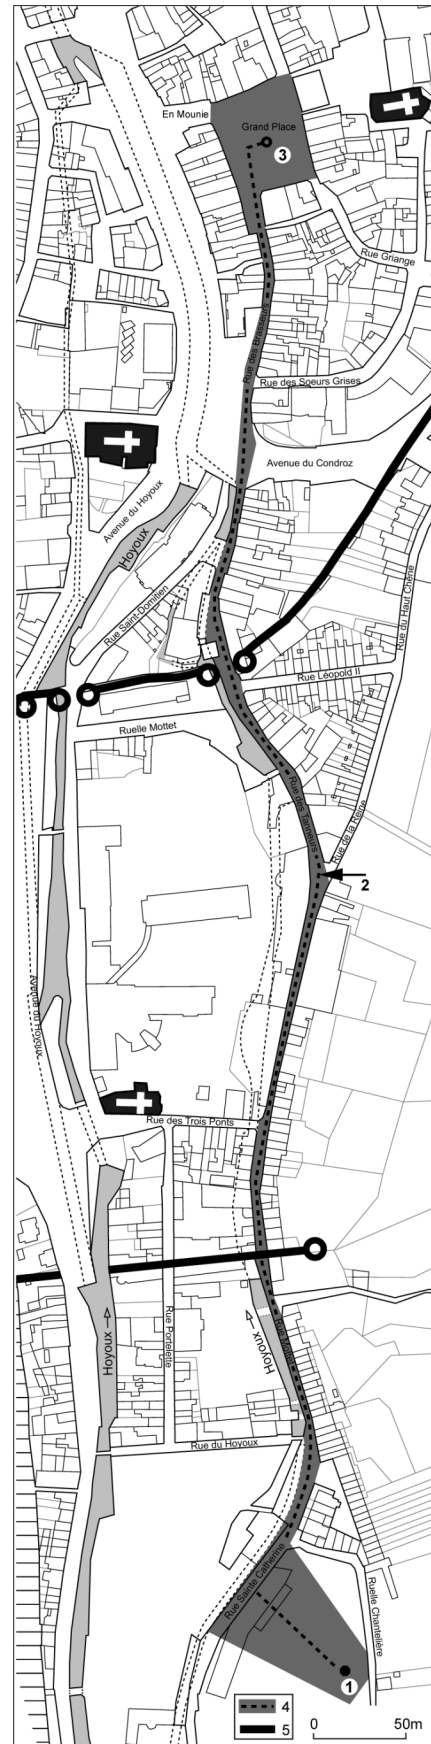 En Mounie
Grand Place
3
Rue Griange
Rue des Brasseurs
Rue des Soeurs Grises
Avenue du Condroz
Avenue du Hoyoux
Hoyoux
Rue Saint-Domitien
Rue du Haut Chêne
Rue Léopold II
Ruelle Mottet
Rue des Tanneurs
Rue de la Reine
2
Avenue du Hoyoux
Rue des Trois Ponts
Hoyoux
Rue Portelette
Hoyoux
Rue du Hoyoux
Rue Sainte Catherine
Ruelle Chantelière
1
4
5
0 50m